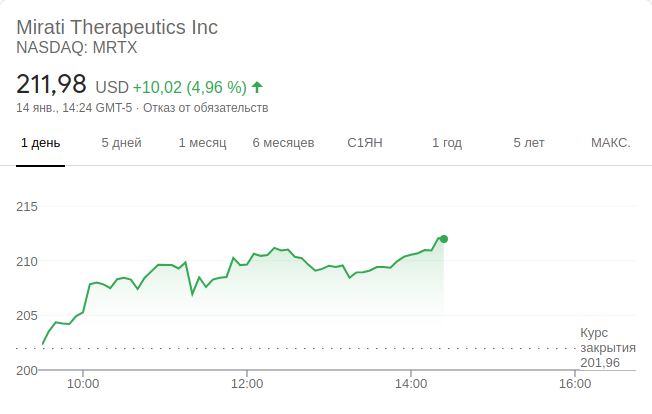 Mirati Therapeutics Inc
NASDAQ: MRTX
211,98 USD +10,02 (4,96 %) ↑
14 янв., 14:24 GMT-5 · Отказ от обязательств
1 день 5 дней 1 месяц 6 месяцев С1ЯН 1 год 5 лет МАКС.
215
210
205
Курс
закрытия
201,96
200
10:00 12:00 14:00 16:00